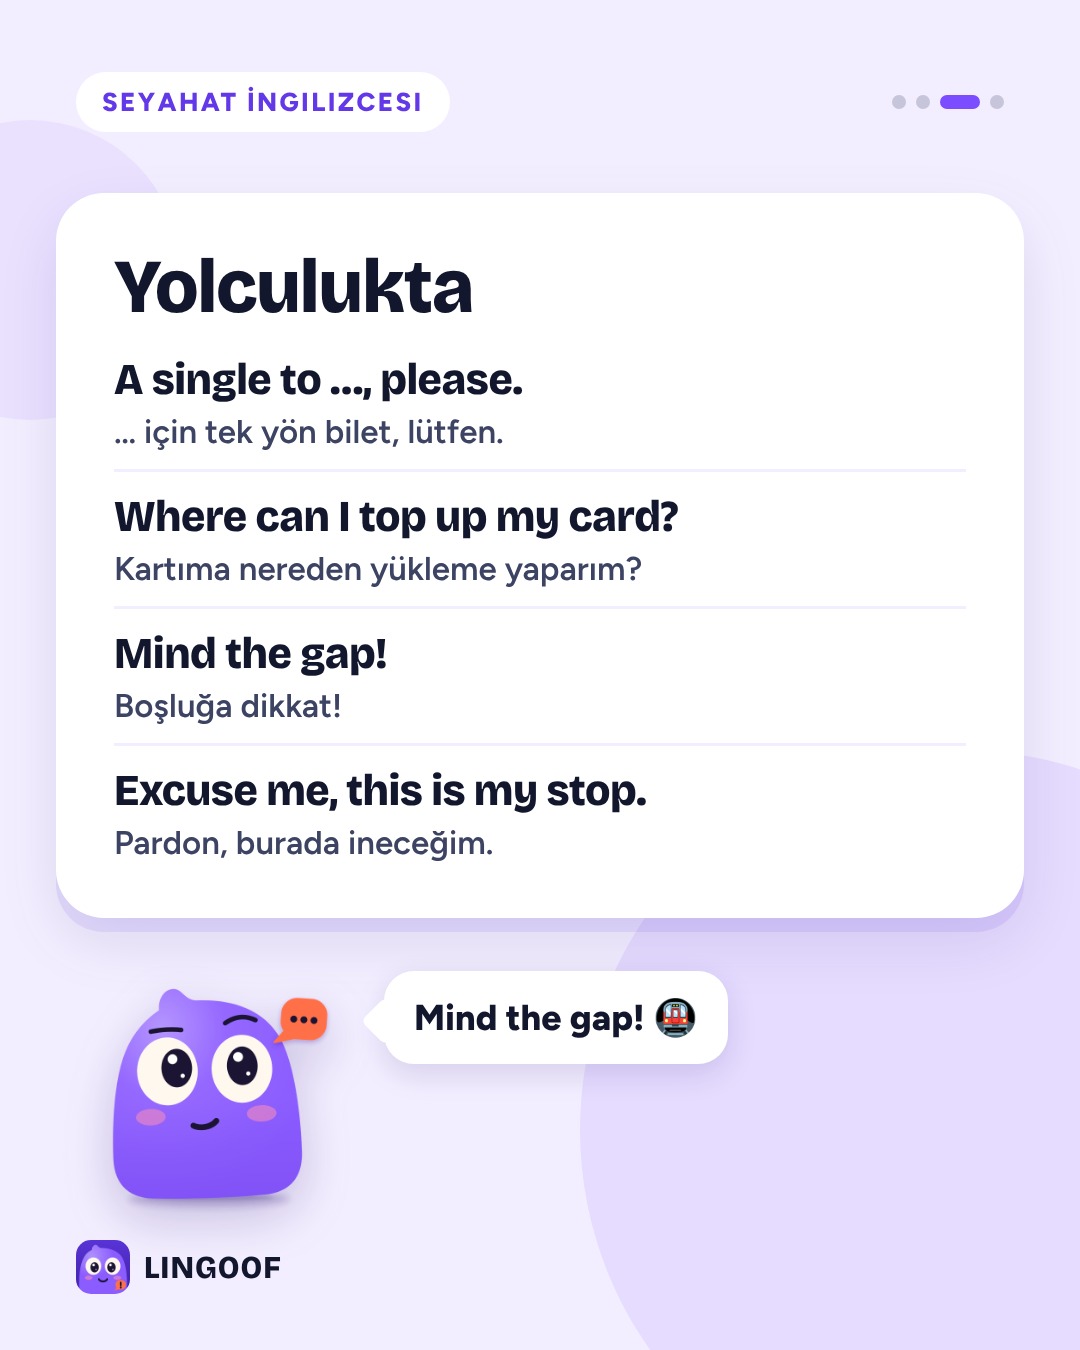 SEYAHAT İNGILIZCESI
Yolculukta
A single to ..., please.
... için tek yön bilet, lütfen.
Where can I top up my card?
Kartıma nereden yükleme yaparım?
Mind the gap!
Boşluğa dikkat!
Excuse me, this is my stop.
Pardon, burada ineceğim.
Mind the gap! 🚇
LINGOOF